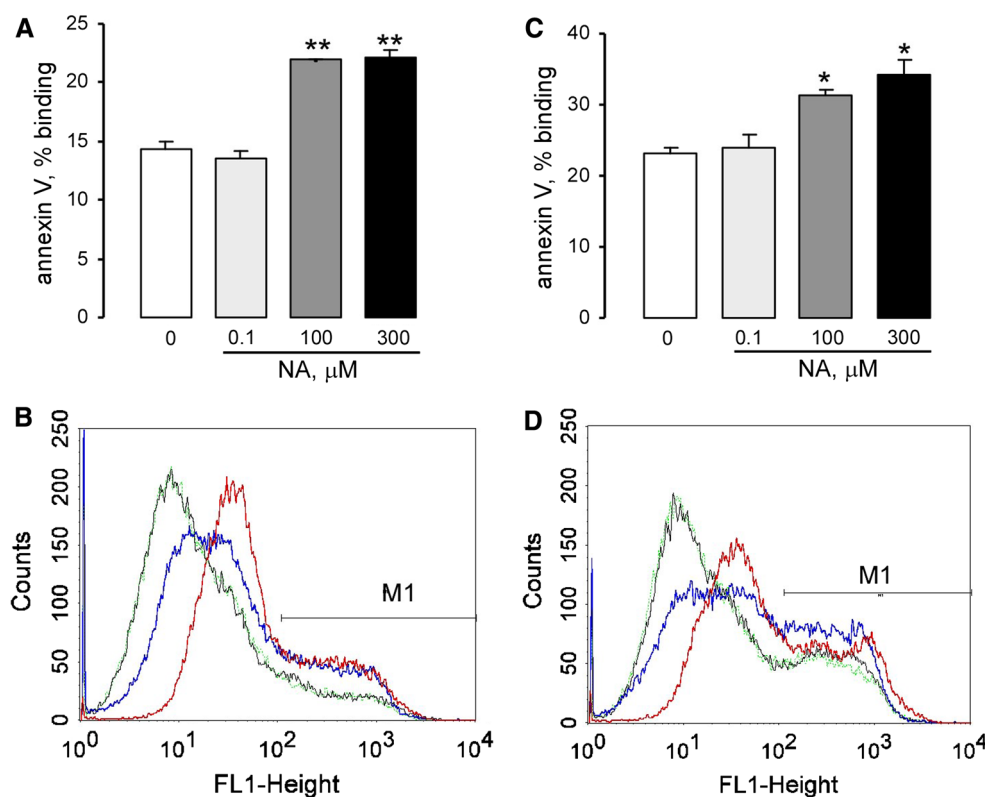 A
annexin V, % binding
25
20
15
10
5
0
** **
0 0.1 100 300
NA, μM
C
annexin V, % binding
40
30
20
10
0
* *
0 0.1 100 300
NA, μM
B
Counts
250
200
150
100
50
0
M1
10^0 10^1 10^2 10^3 10^4
FL1-Height
D
Counts
250
200
150
100
50
0
M1
10^0 10^1 10^2 10^3 10^4
FL1-Height